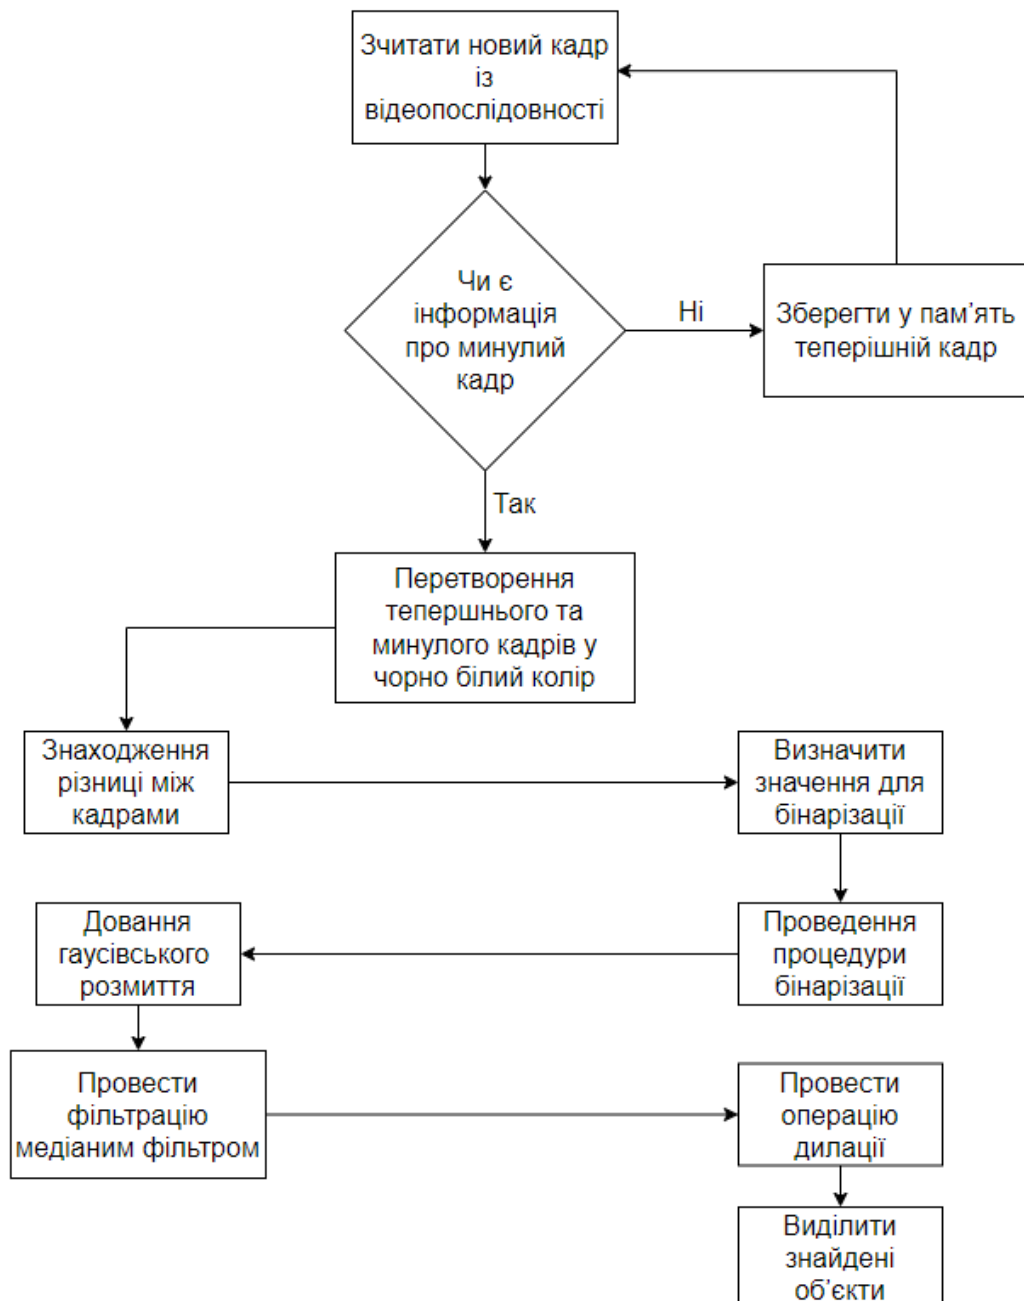 Зчитати новий кадр
із
відеопослідовності
Чи є
інформація
про минулий
кадр
Ні
Зберегти у пам’ять
теперішній кадр
Так
Перетворення
тепершнього та
минулого кадрів у
чорно білий колір
Знаходження
різниці між
кадрами
Визначити
значення для
бінарізації
Проведення
процедури
бінарізації
Довання
гаусівського
розмиття
Провести
фільтрацію
медіаним фільтром
Провести
операцію
дилації
Виділити
знайдені
об’єкти